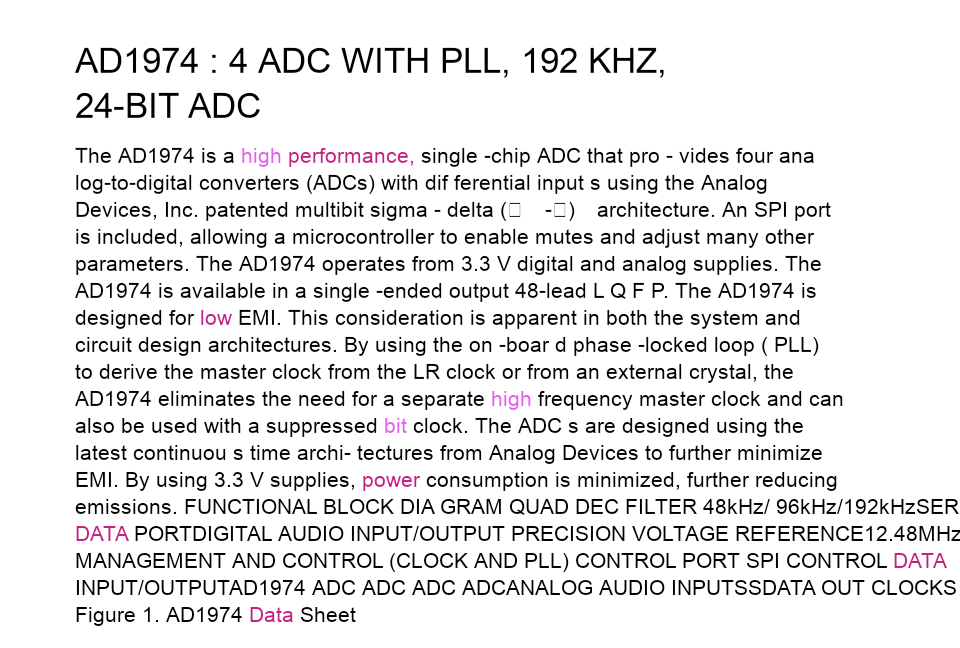 AD1974 : 4 ADC WITH PLL, 192 KHZ,
24-BIT ADC
The AD1974 is a high performance, single -chip ADC that pro - vides four ana
log-to-digital converters (ADCs) with dif ferential input s using the Analog
Devices, Inc. patented multibit sigma - delta (□ -□) architecture. An SPI port
is included, allowing a microcontroller to enable mutes and adjust many other
parameters. The AD1974 operates from 3.3 V digital and analog supplies. The
AD1974 is available in a single -ended output 48-lead L Q F P. The AD1974 is
designed for low EMI. This consideration is apparent in both the system and
circuit design architectures. By using the on -boar d phase -locked loop ( PLL)
to derive the master clock from the LR clock or from an external crystal, the
AD1974 eliminates the need for a separate high frequency master clock and can
also be used with a suppressed bit clock. The ADC s are designed using the
latest continuou s time archi- tectures from Analog Devices to further minimize
EMI. By using 3.3 V supplies, power consumption is minimized, further reducing
emissions. FUNCTIONAL BLOCK DIA GRAM QUAD DEC FILTER 48kHz/ 96kHz/192kHzSER
DATA PORTDIGITAL AUDIO INPUT/OUTPUT PRECISION VOLTAGE REFERENCE12.48MHz
MANAGEMENT AND CONTROL (CLOCK AND PLL) CONTROL PORT SPI CONTROL DATA
INPUT/OUTPUTAD1974 ADC ADC ADC ADCANALOG AUDIO INPUTSSDATA OUT CLOCKS
Figure 1. AD1974 Data Sheet